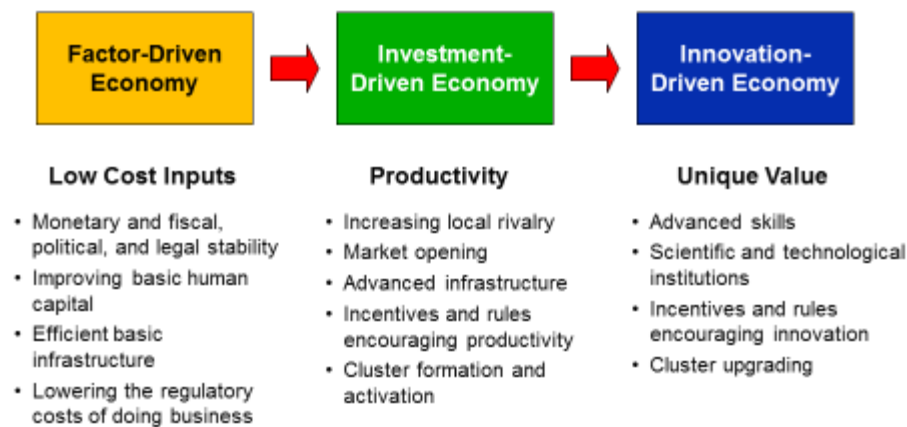 Factor-Driven
Economy
Investment-
Driven Economy
Innovation-
Driven Economy
Low Cost Inputs
• Monetary and fiscal,
political, and legal stability
• Improving basic human
capital
• Efficient basic
infrastructure
• Lowering the regulatory
costs of doing business
Productivity
• Increasing local rivalry
• Market opening
• Advanced infrastructure
• Incentives and rules
encouraging productivity
• Cluster formation and
activation
Unique Value
• Advanced skills
• Scientific and technological
institutions
• Incentives and rules
encouraging innovation
• Cluster upgrading